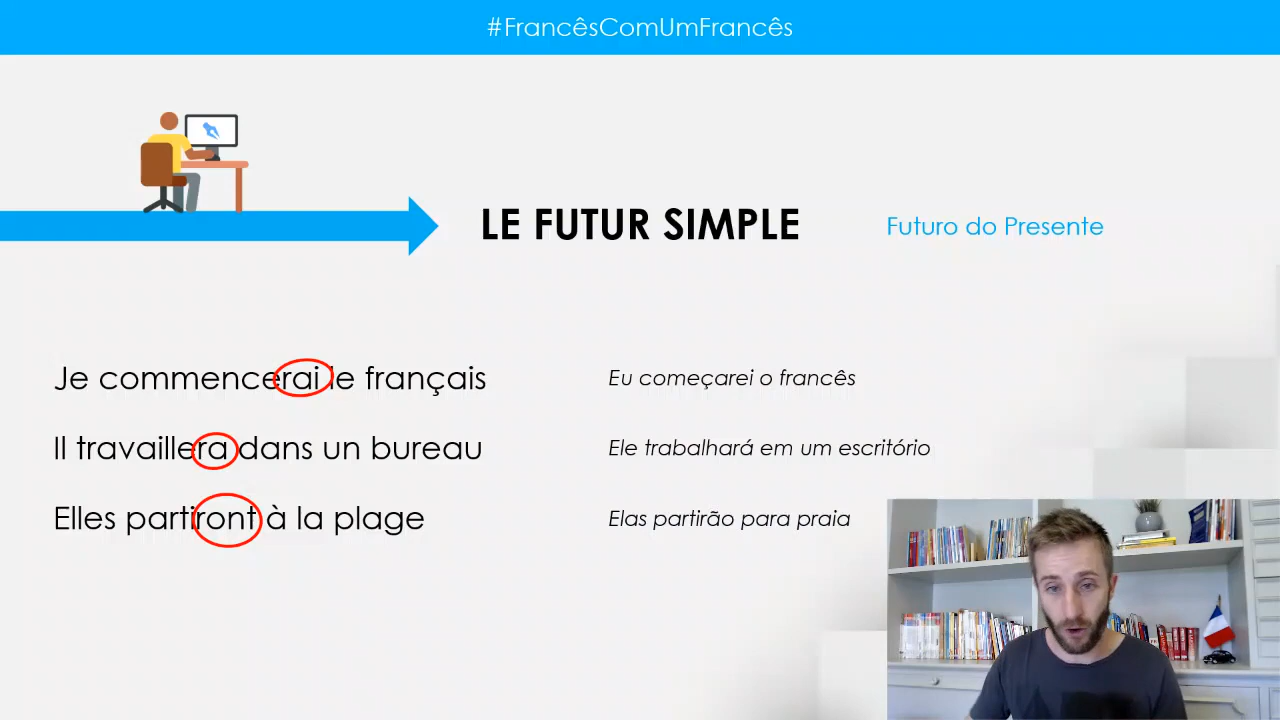 #FrancêsComUmFrancês
LE FUTUR SIMPLE
Futuro do Presente
Je commencerai le français
Eu começarei o francês
Il travaillera dans un bureau
Ele trabalhará em um escritório
Elles partiront à la plage
Elas partirão para praia